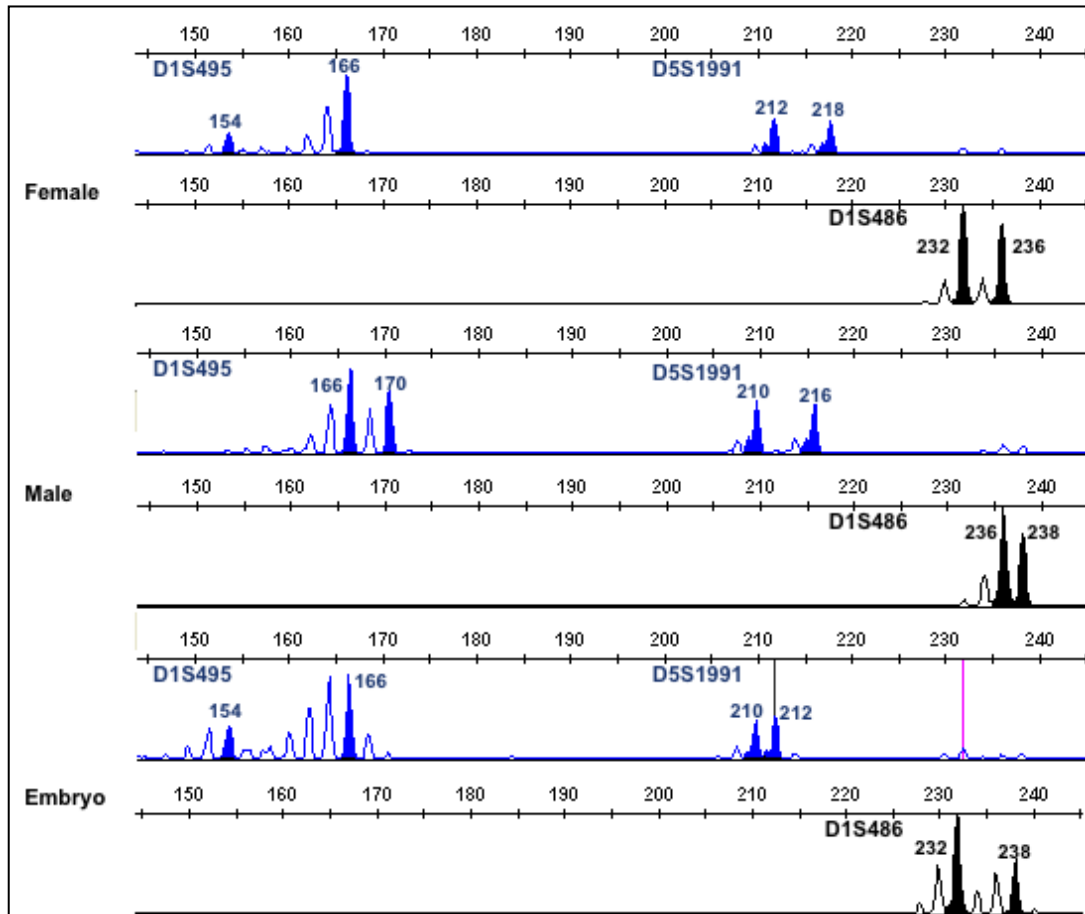 150 160 170 180 190 200 210 220 230 240
D1S495 166 D5S1991
154 212 218
Female 150 160 170 180 190 200 210 220 230 240
D1S486
232 236
150 160 170 180 190 200 210 220 230 240
D1S495 D5S1991
166 170 210 216
Male 150 160 170 180 190 200 210 220 230 240
D1S486 236 238
150 160 170 180 190 200 210 220 230 240
D1S495 166 D5S1991
154 210 212
Embryo 150 160 170 180 190 200 210 220 230 240
D1S486
232 238